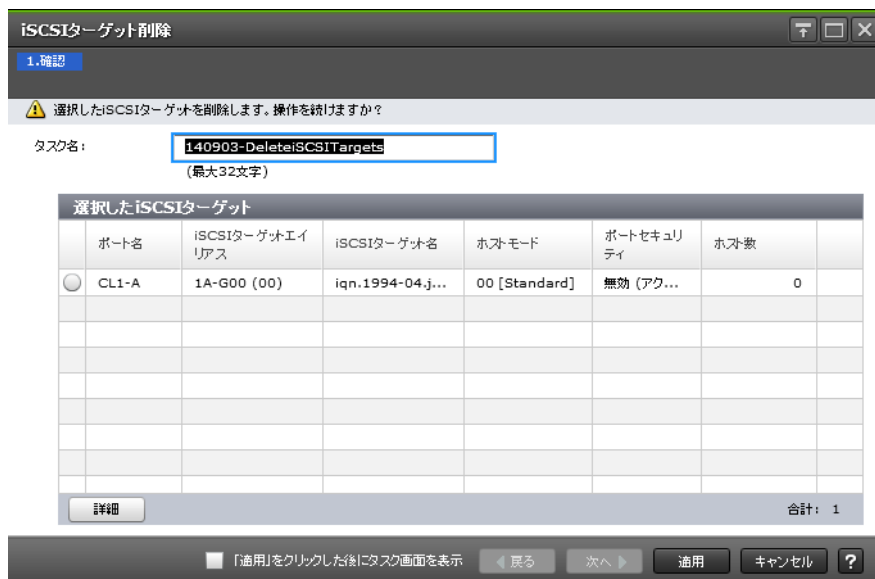 iSCSIターゲット削除
1.確認
選択したiSCSIターゲットを削除します。操作を続けますか?
タスク名: 140903-DeleteiSCSITargets
(最大32文字)
選択したiSCSIターゲット
ポート名 iSCSIターゲットエイリアス iSCSIターゲット名 ホストモード ポートセキュリティ ホスト数
CL1-A 1A-G00 (00) iqn.1994-04.j... 00 [Standard] 無効 (アク... 0
詳細 合計: 1
「適用」をクリックした後にタスク画面を表示 戻る 次へ 適用 キャンセル ?